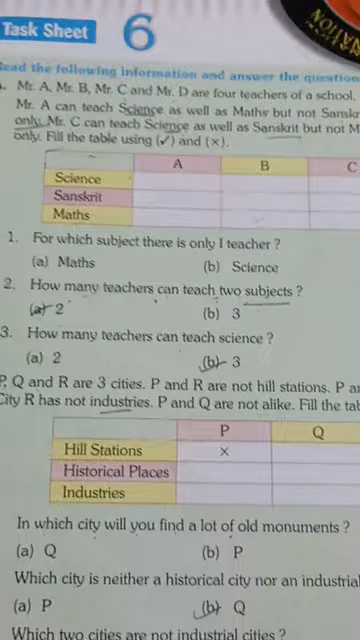 Task Sheet 6
Read the following information and answer the question
Mr. A, Mr. B, Mr. C and Mr. D are four teachers of a school.
Mr. A can teach Science as well as Maths but not Sanskr
only. Mr. C can teach Science as well as Sanskrit but not M
only. Fill the table using (✓) and (×).
A B C
Science
Sanskrit
Maths
1. For which subject there is only 1 teacher ?
(a) Maths (b) Science
2. How many teachers can teach two subjects ?
(a) 2 (b) 3
3. How many teachers can teach science ?
(a) 2 (b) 3
P, Q and R are 3 cities. P and R are not hill stations. P a
City R has not industries. P and Q are not alike. Fill the tab
P Q
Hill Stations ×
Historical Places
Industries
In which city will you find a lot of old monuments ?
(a) Q (b) P
Which city is neither a historical city nor an industria
(a) P (b) Q
Which two cities are not industrial cities ?